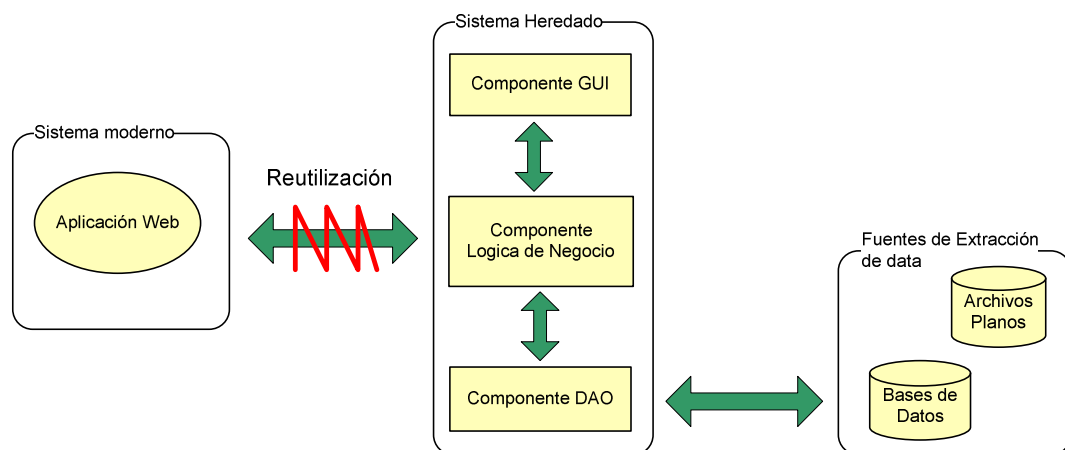 Sistema Heredado
Componente GUI
Sistema moderno
Aplicación Web
Reutilización
Componente
Logica de Negocio
Componente DAO
Fuentes de Extracción
de data
Archivos
Planos
Bases de
Datos